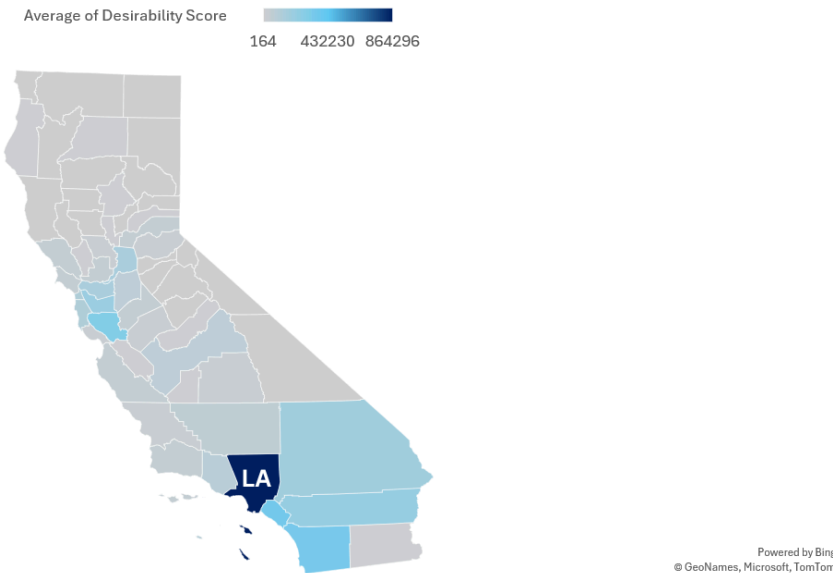 Average of Desirability Score
164 432230 864296
LA
Powered by Bing
© GeoNames, Microsoft, TomTom